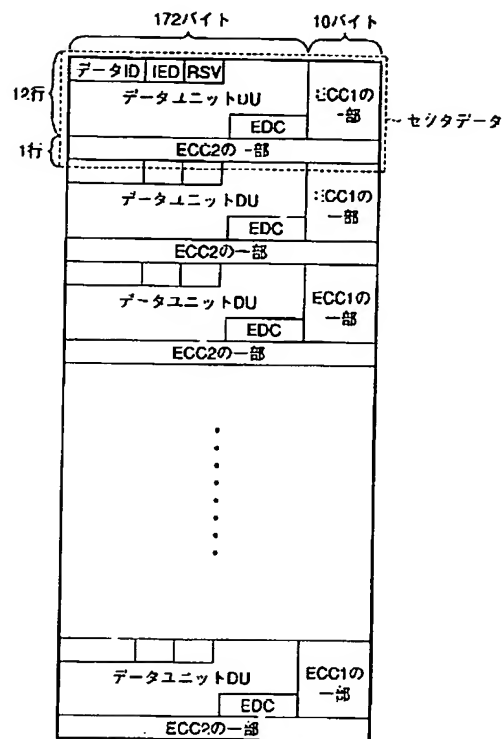 172バイト 10バイト
データID IED RSV
12行
データユニットDU
ECC1の
一部
EDC
セクタデータ
1行
ECC2の一部
データユニットDU
ECC1の
一部
EDC
ECC2の一部
データユニットDU
ECC1の
一部
EDC
ECC2の一部
データユニットDU
ECC1の
一部
EDC
ECC2の一部